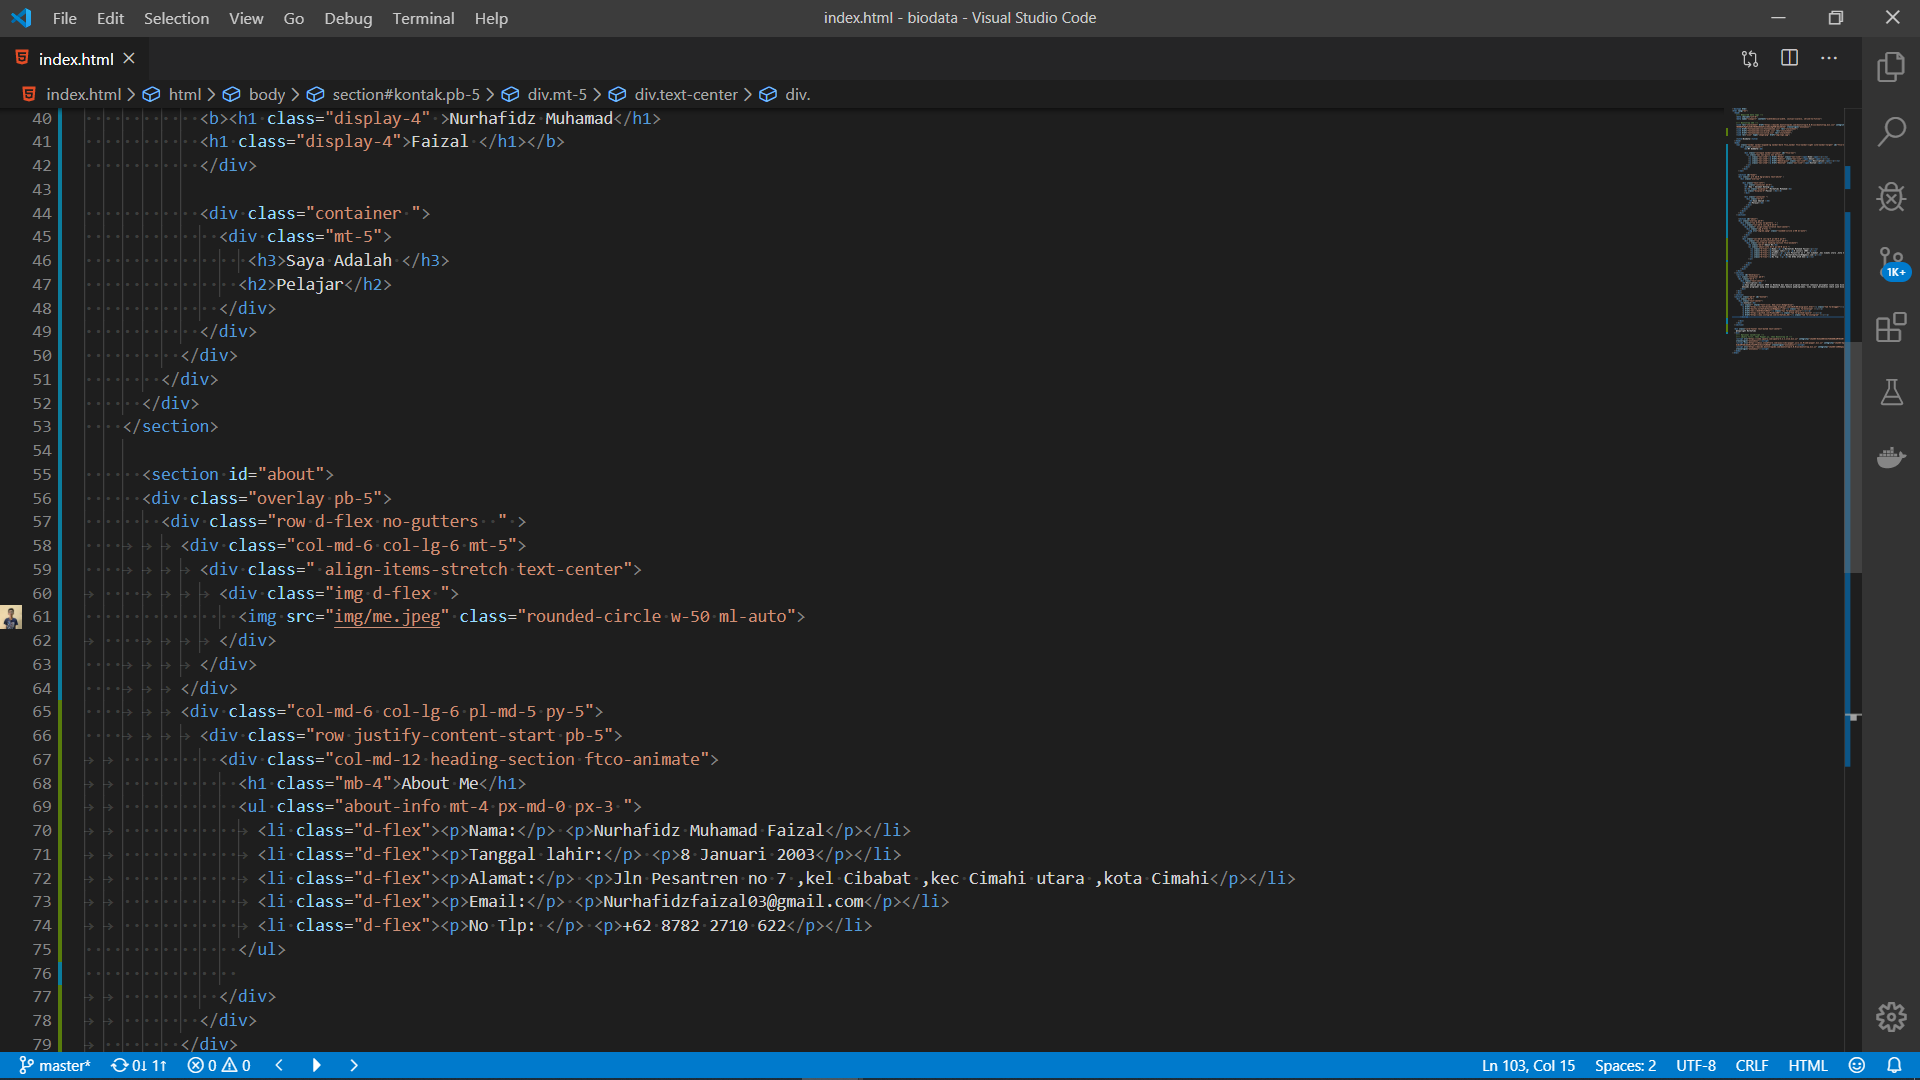 File Edit Selection View Go Debug Terminal Help index.html - biodata - Visual Studio Code
index.html
index.html > html > body > section#kontak.pb-5 > div.mt-5 > div.text-center > div.
40 <b><h1 class="display-4" >Nurhafidz Muhamad</h1>
41 <h1 class="display-4">Faizal </h1></b>
42 </div>
43
44 <div class="container ">
45 <div class="mt-5">
46 <h3>Saya Adalah </h3>
47 <h2>Pelajar</h2>
48 </div>
49 </div>
50 </div>
51 </div>
52 </div>
53 </section>
54
55 <section id="about">
56 <div class="overlay pb-5">
57 <div class="row d-flex no-gutters  " >
58 <div class="col-md-6 col-lg-6 mt-5">
59 <div class=" align-items-stretch text-center">
60 <div class="img d-flex ">
61 <img src="img/me.jpeg" class="rounded-circle w-50 ml-auto">
62 </div>
63 </div>
64 </div>
65 <div class="col-md-6 col-lg-6 pl-md-5 py-5">
66 <div class="row justify-content-start pb-5">
67 <div class="col-md-12 heading-section ftco-animate">
68 <h1 class="mb-4">About Me</h1>
69 <ul class="about-info mt-4 px-md-0 px-3 ">
70 <li class="d-flex"><p>Nama:</p> <p>Nurhafidz Muhamad Faizal</p></li>
71 <li class="d-flex"><p>Tanggal lahir:</p> <p>8 Januari 2003</p></li>
72 <li class="d-flex"><p>Alamat:</p> <p>Jln Pesantren no 7 ,kel Cibabat ,kec Cimahi utara ,kota Cimahi</p></li>
73 <li class="d-flex"><p>Email:</p> <p>Nurhafidzfaizal03@gmail.com</p></li>
74 <li class="d-flex"><p>No Tlp: </p> <p>+62 8782 2710 622</p></li>
75 </ul>
76
77 </div>
78 </div>
79 </div>
1K+
master* 0↓ 1↑ 0 0 Ln 103, Col 15 Spaces: 2 UTF-8 CRLF HTML